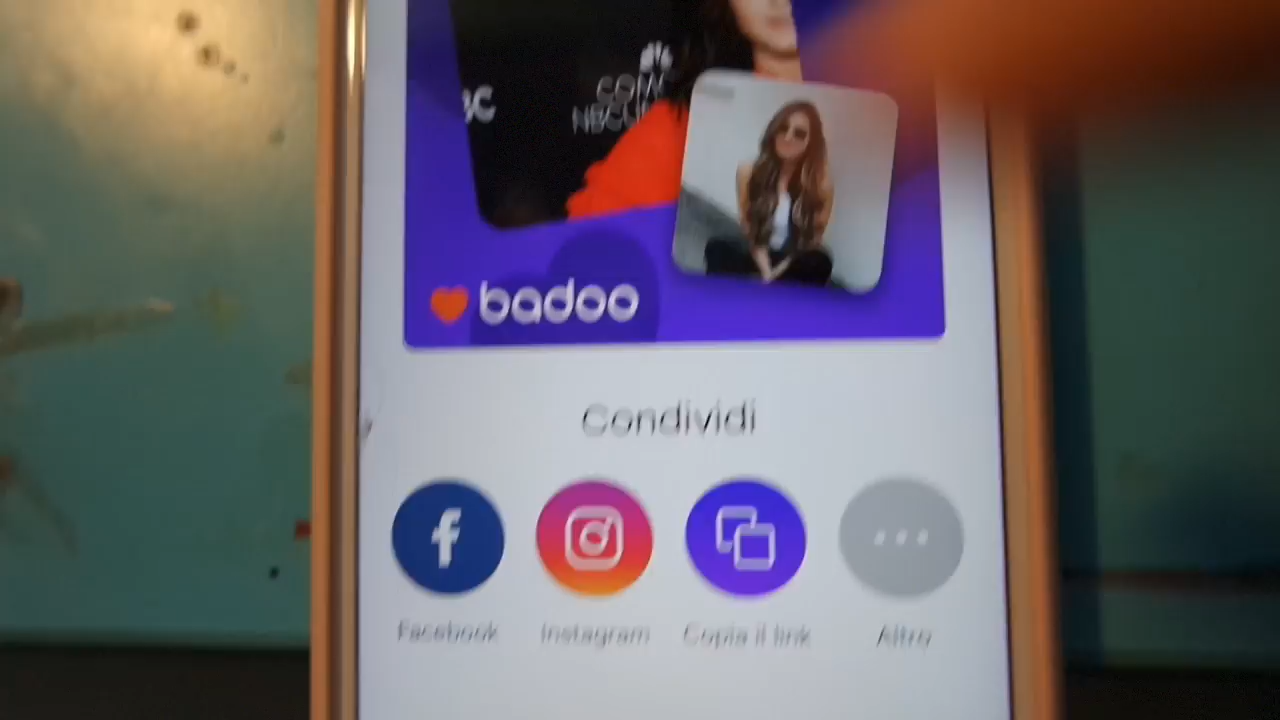 badoo
Condividi
Facebook
Instagram
Copia il link
Altro